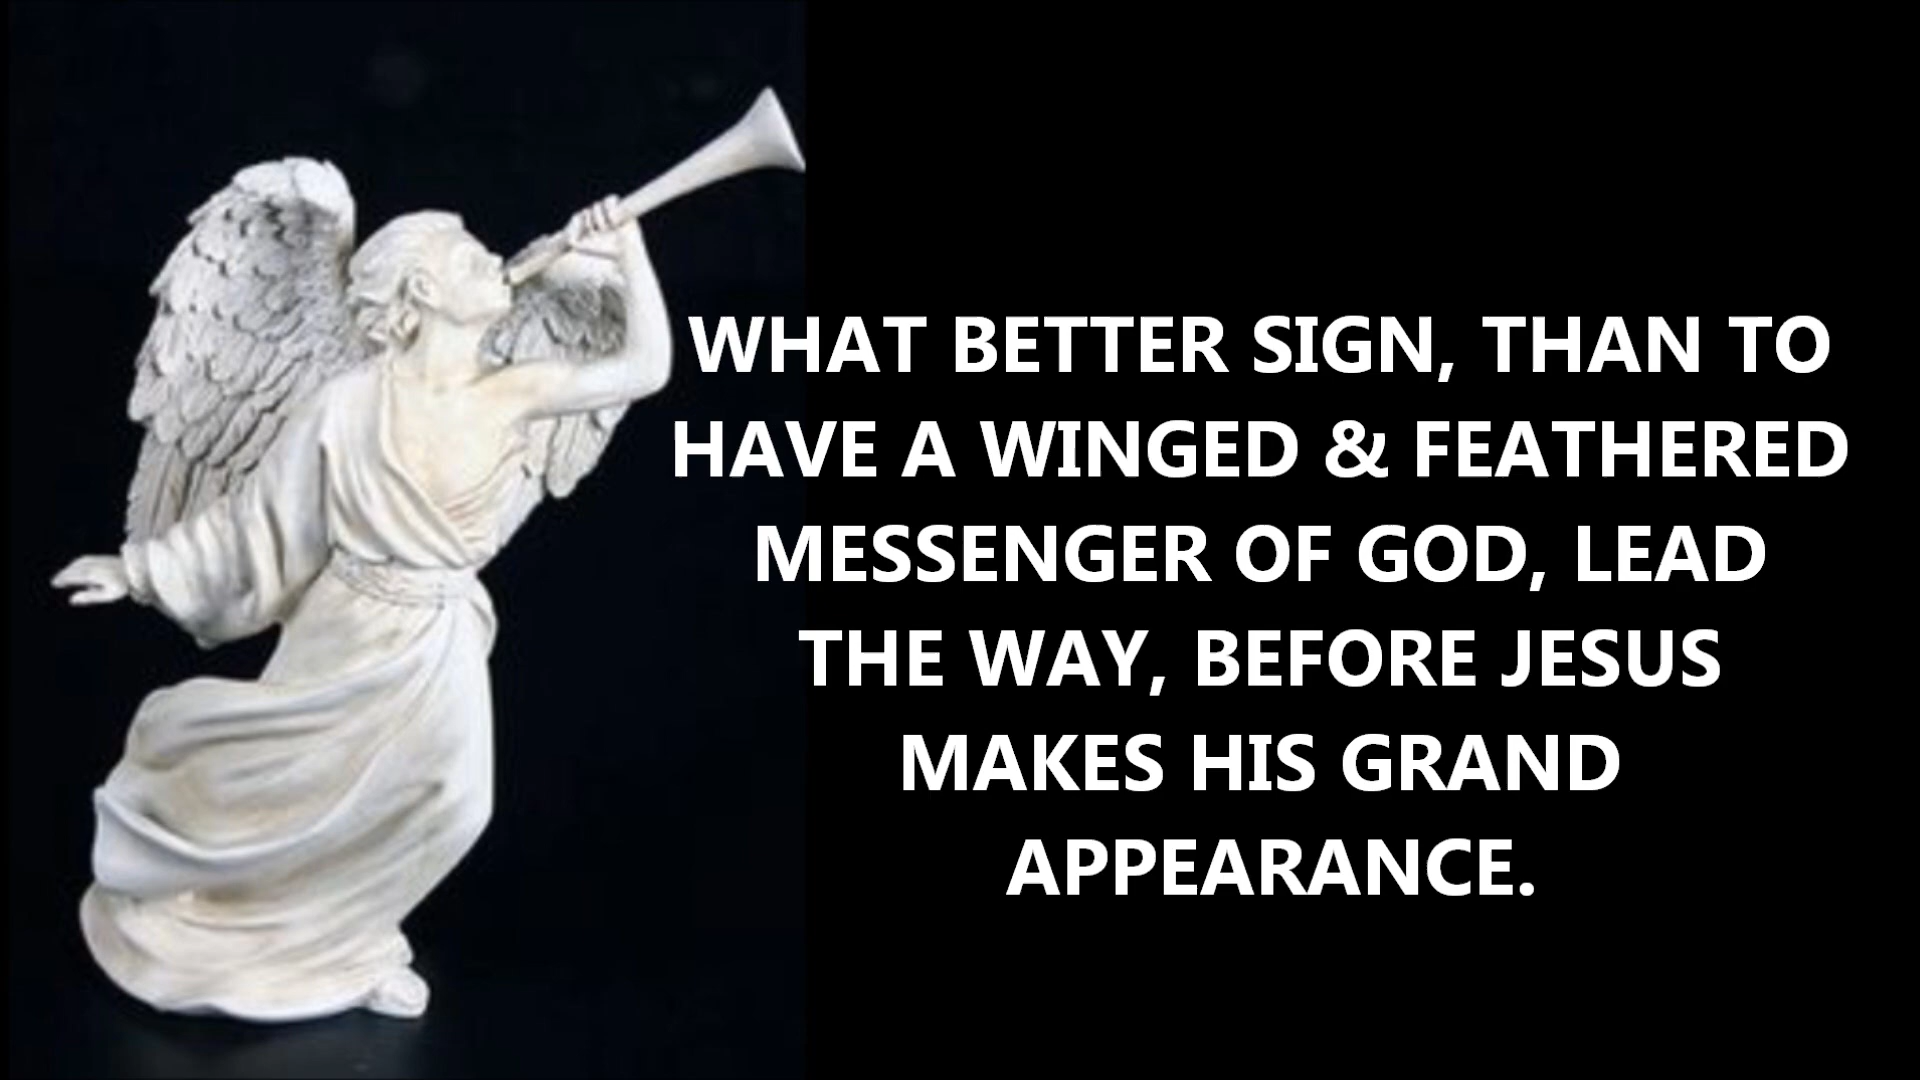 WHAT BETTER SIGN, THAN TO
HAVE A WINGED & FEATHERED
MESSENGER OF GOD, LEAD
THE WAY, BEFORE JESUS
MAKES HIS GRAND
APPEARANCE.